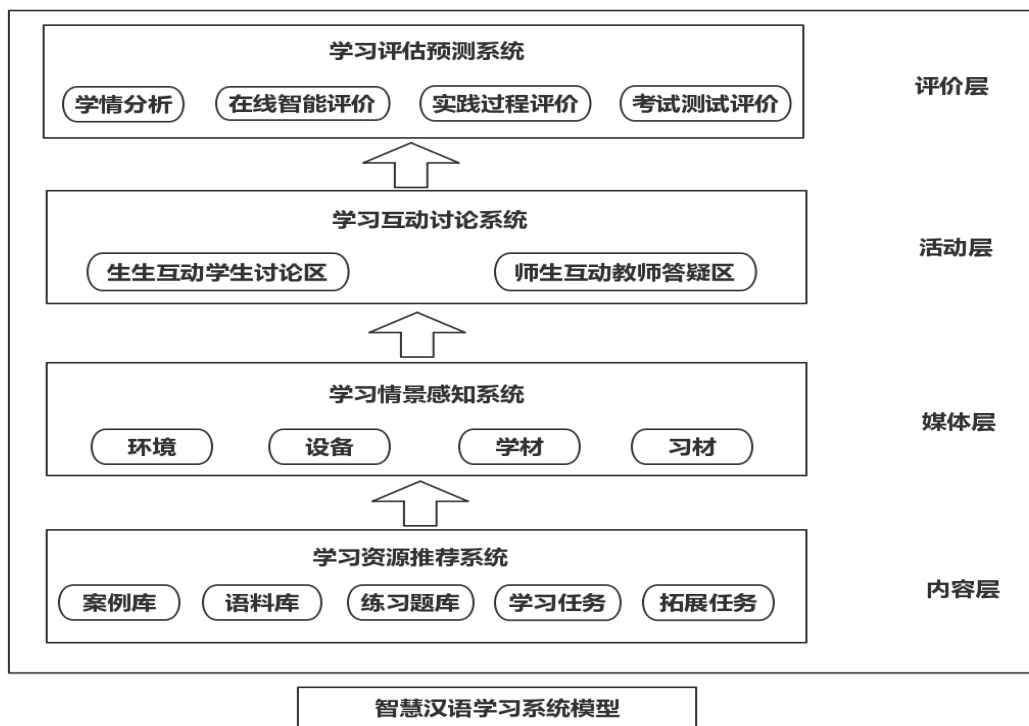 学习评估预测系统
学情分析 在线智能评价 实践过程评价 考试测试评价 评价层
学习互动讨论系统
生生互动学生讨论区 师生互动教师答疑区 活动层
学习情景感知系统
环境 设备 学材 习材 媒体层
学习资源推荐系统
案例库 语料库 练习题库 学习任务 拓展任务 内容层
智慧汉语学习系统模型